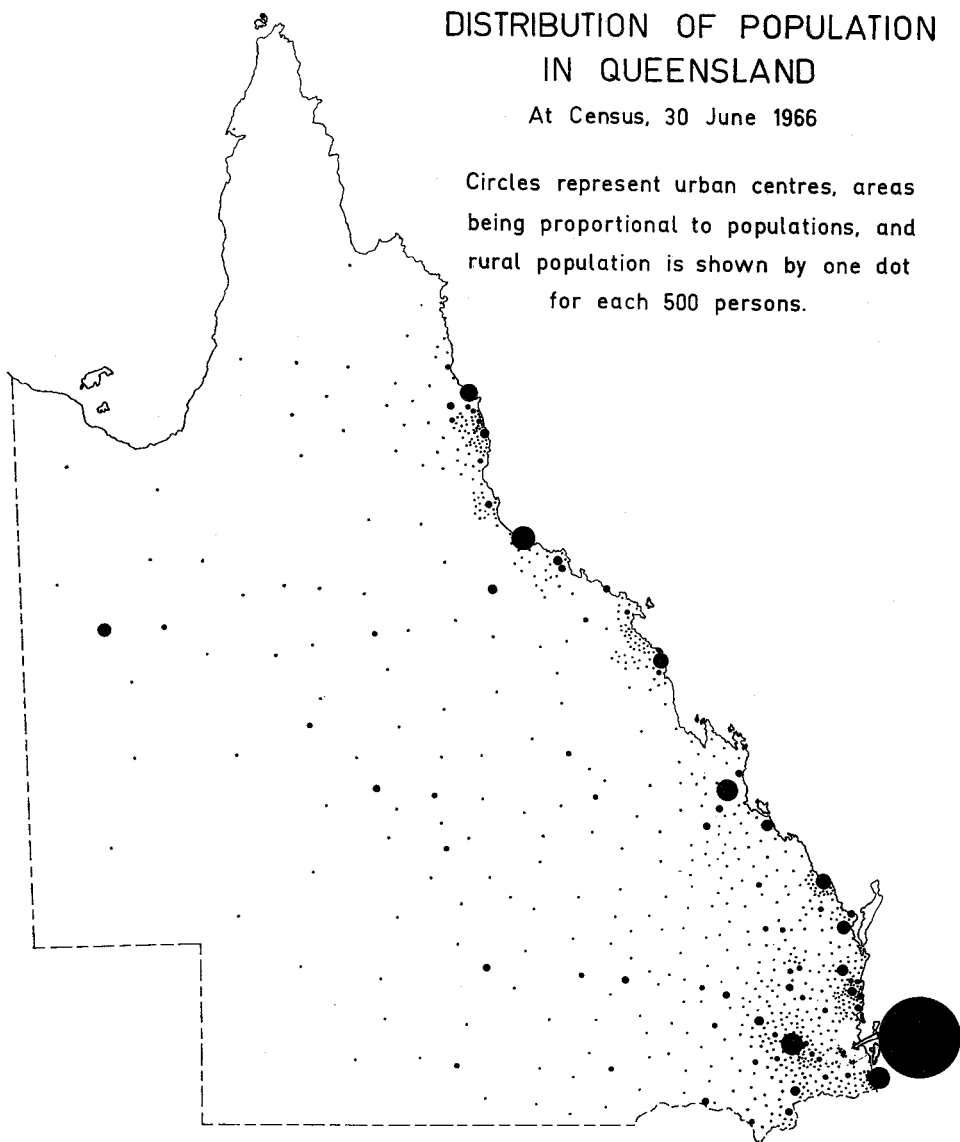 DISTRIBUTION OF POPULATION
IN QUEENSLAND
At Census, 30 June 1966
Circles represent urban centres, areas
being proportional to populations, and
rural population is shown by one dot
for each 500 persons.